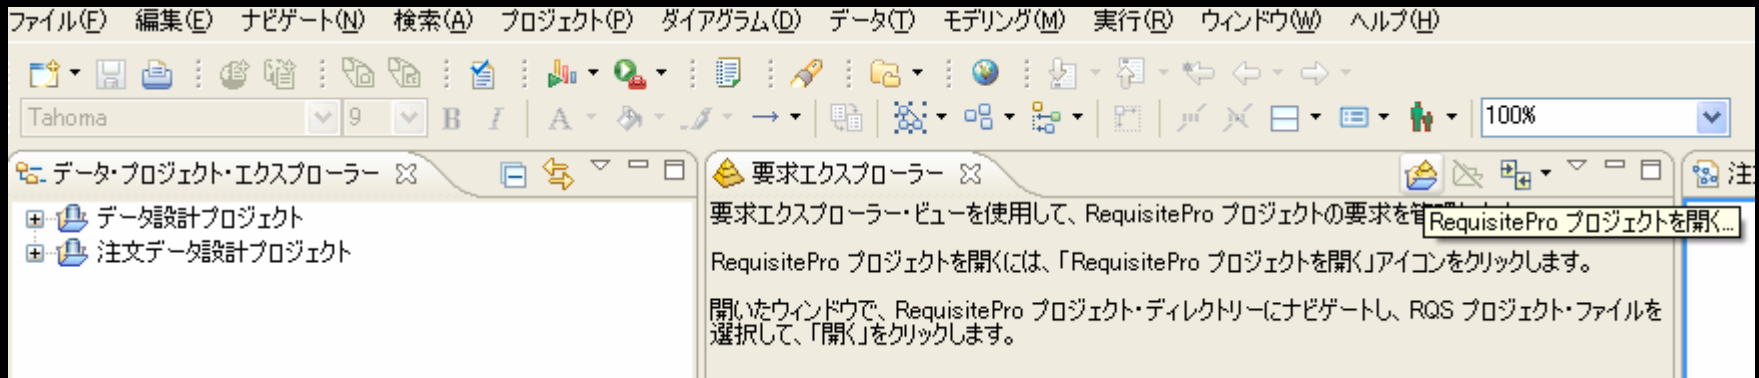 ファイル(F) 編集(E) ナビゲート(N) 検索(A) プロジェクト(P) ダイアグラム(D) データ(T) モデリング(M) 実行(R) ウィンドウ(W) ヘルプ(H)
Tahoma 9 B I A 100%
データ・プロジェクト・エクスプローラー
要求エクスプローラー
注
データ設計プロジェクト
注文データ設計プロジェクト
要求エクスプローラー・ビューを使用して、RequisitePro プロジェクトの要求を
RequisitePro プロジェクトを開く...
RequisitePro プロジェクトを開くには、「RequisitePro プロジェクトを開く」アイコンをクリックします。
開いたウィンドウで、RequisitePro プロジェクト・ディレクトリーにナビゲートし、RQS プロジェクト・ファイルを
選択して、「開く」をクリックします。